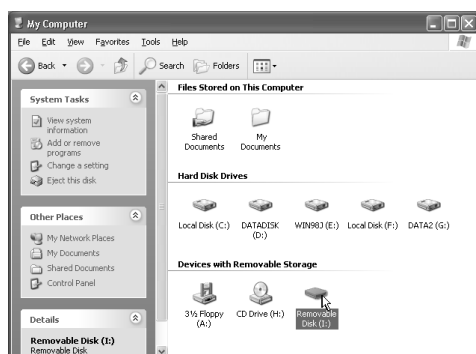 My Computer
File Edit View Favorites Tools Help
Back Search Folders
System Tasks
View system
information
Add or remove
programs
Change a setting
Eject this disk
Other Places
My Network Places
My Documents
Shared Documents
Control Panel
Details
Removable Disk (I:)
Removable Disk
Files Stored on This Computer
Shared
Documents
My
Documents
Hard Disk Drives
Local Disk (C:) DATADISK
(D:)
WIN98J (E:) Local Disk (F:) DATA2 (G:)
Devices with Removable Storage
3½ Floppy
(A:)
CD Drive (H:)
Removable
Disk (I:)